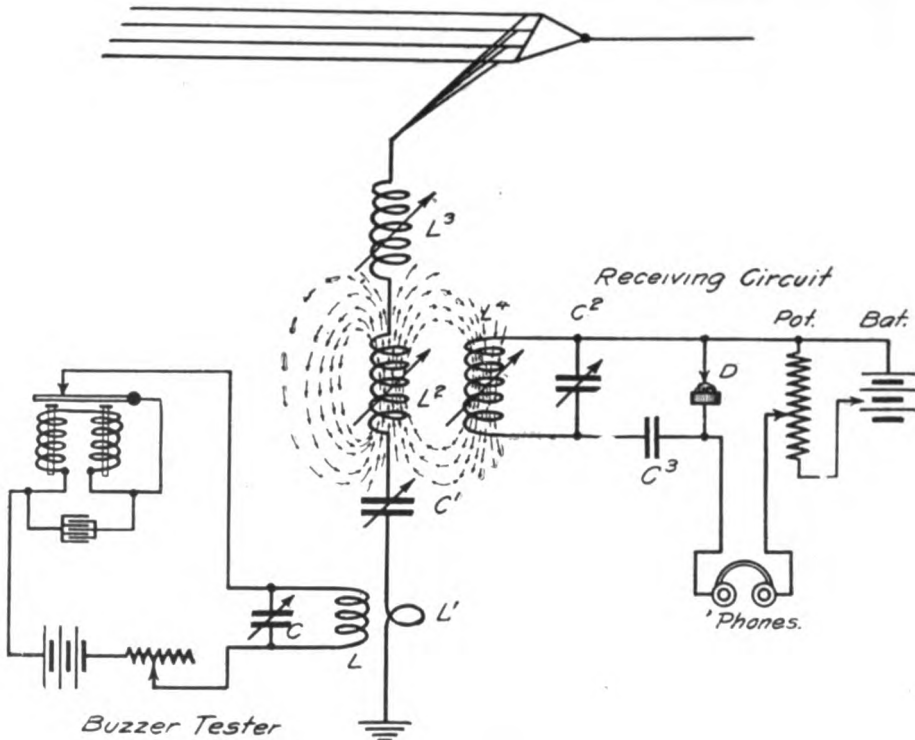 L³
Receiving Circuit
L⁴
C²
Pot.
Bat.
L²
D
C³
C'
C
L
L'
'Phones.
Buzzer Tester